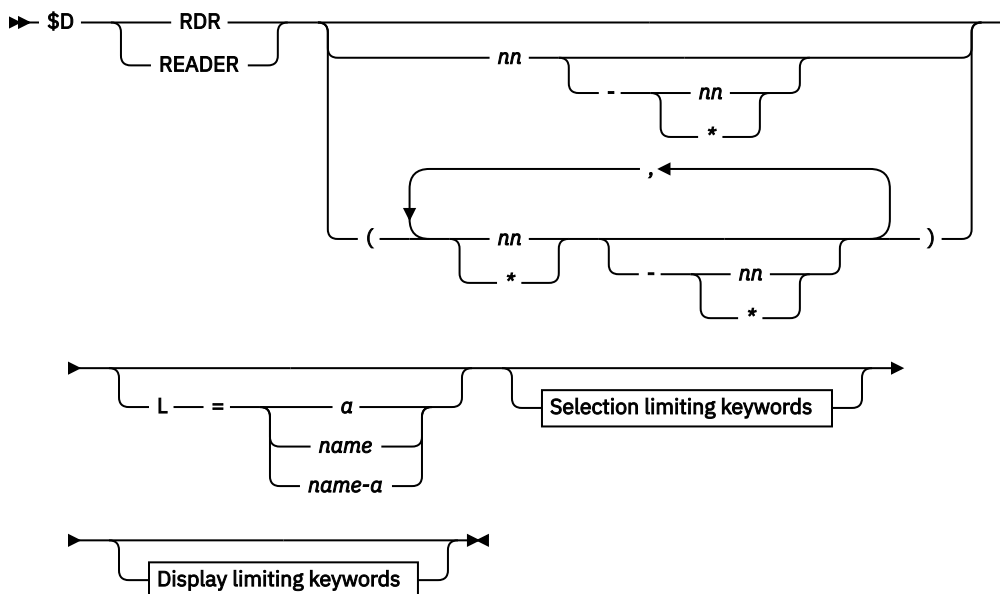 $D RDR
READER
nn
- nn
*
,
( nn )
*
- nn
*
L = a
name
name-a
Selection limiting keywords
Display limiting keywords